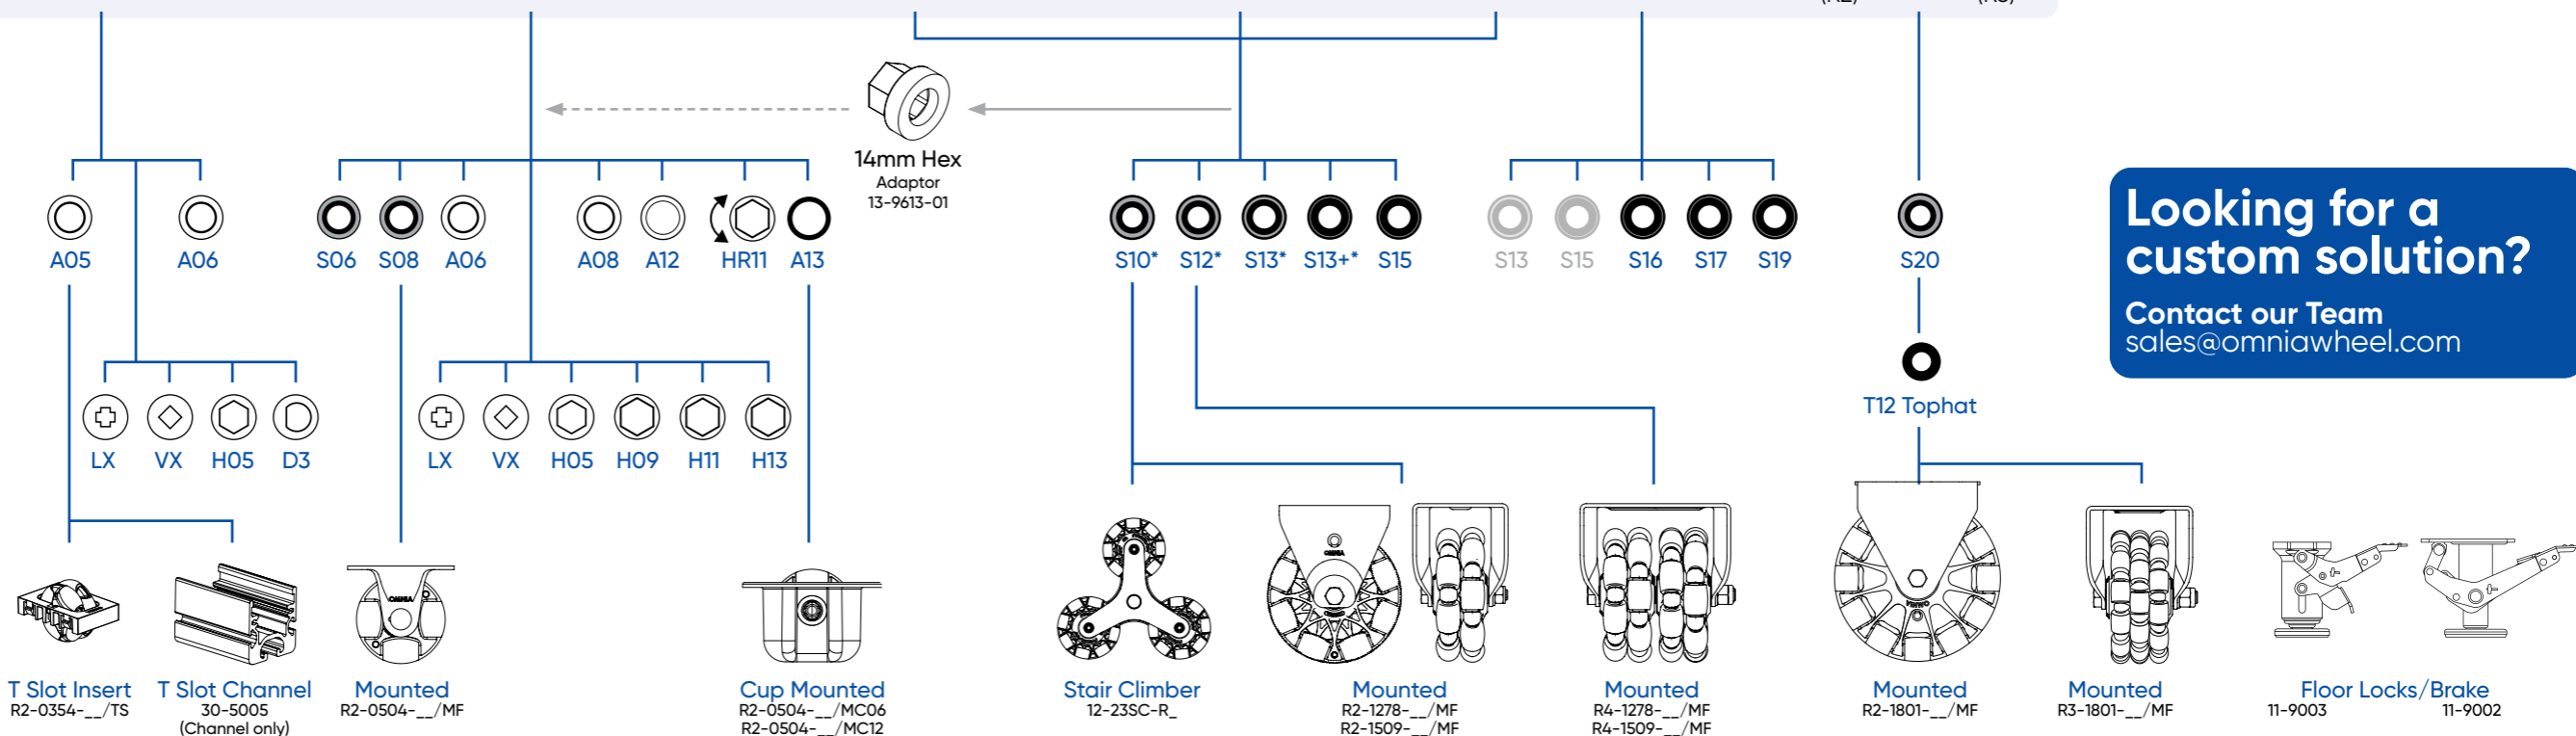 14mm Hex
Adaptor
13-9613-01
A05
A06
S06
S08
A06
A08
A12
HR11
A13
S10*
S12*
S13*
S13+*
S15
S13
S15
S16
S17
S19
S20
Looking for a
custom solution?
Contact our Team
sales@omniawheel.com
T12 Tophat
LX
VX
H05
D3
LX
VX
H05
H09
H11
H13
OMNIA
OMNIA
OMNIA
T Slot Insert
R2-0354-__/TS
T Slot Channel
30-5005
(Channel only)
Mounted
R2-0504-__/MF
Cup Mounted
R2-0504-__/MC06
R2-0504-__/MC12
Stair Climber
12-23SC-R_
Mounted
R2-1278-__/MF
R2-1509-__/MF
Mounted
R4-1278-__/MF
R4-1509-__/MF
Mounted
R2-1801-__/MF
Mounted
R3-1801-__/MF
Floor Locks/Brake
11-9003
11-9002